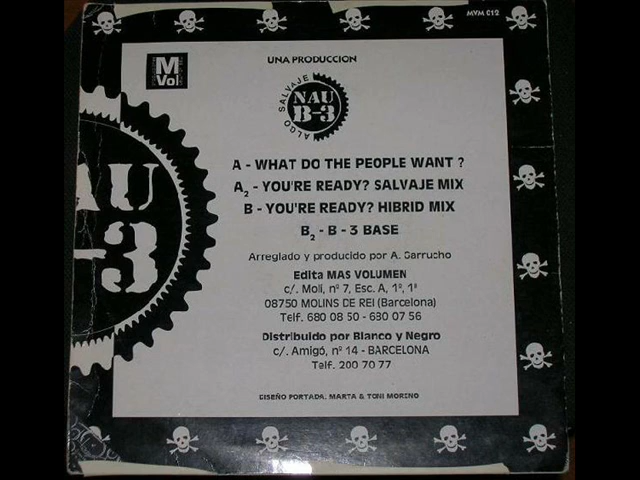 MVM 012
UNA PRODUCCION
M
Vol
ALGO SALVAJE
NAU
B-3
AU
-3
A - WHAT DO THE PEOPLE WANT ?
A2 - YOU'RE READY? SALVAJE MIX
B - YOU'RE READY? HIBRID MIX
B2 - B - 3 BASE
Arreglado y producido por A. Garrucho
Edita MAS VOLUMEN
c/. Molí, nº 7, Esc. A, 1º, 1ª
08750 MOLINS DE REI (Barcelona)
Telf. 680 08 50 - 680 07 56
Distribuido por Blanco y Negro
c/. Amigó, nº 14 - BARCELONA
Telf. 200 70 77
DISEÑO PORTADA: MARTA & TONI MORENO